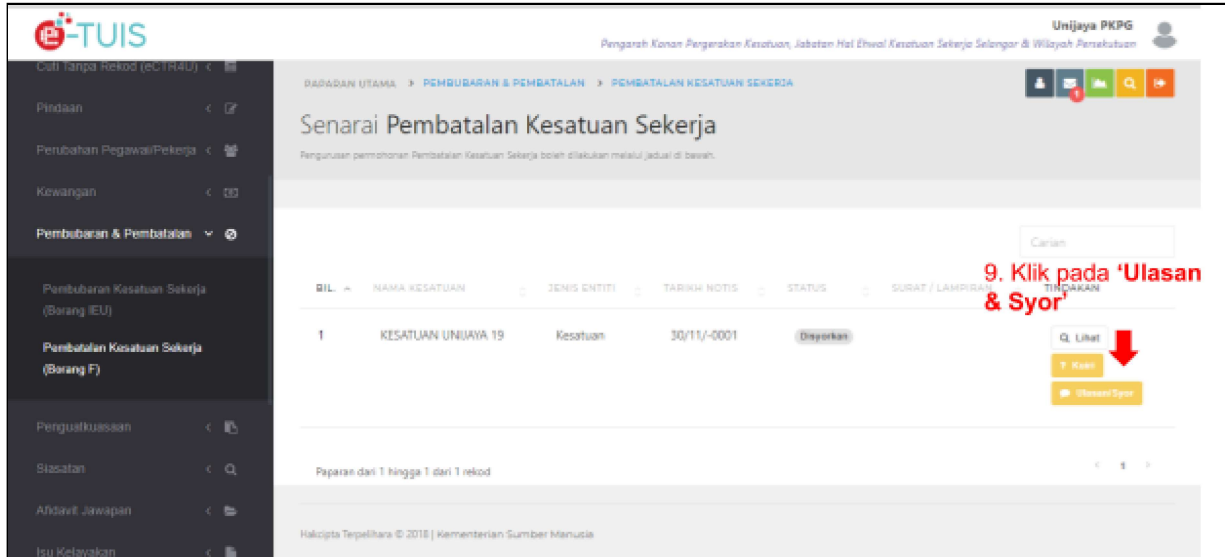 e-TUIS
Unijaya PKPG
Pengarah Kanan Pergerakan Kesatuan, Jabatan Hal Ehwal Kesatuan Sekerja Selangor & Wilayah Persekutuan
Cuti Tanpa Rekod (eCTR4U)
PAPARAN UTAMA > PEMBUBARAN & PEMBATALAN > PEMBATALAN KESATUAN SEKERJA
Pindaan
Senarai Pembatalan Kesatuan Sekerja
Perubahan Pegawai/Pekerja
Pengurusan permohonan Pembatalan Kesatuan Sekerja boleh dilakukan melalui jadual di bawah.
Kewangan
Pembubaran & Pembatalan
Carian
9. Klik pada 'Ulasan
& Syor'
Pembubaran Kesatuan Sekerja
(Borang IEU)
BIL. NAMA KESATUAN JENIS ENTITI TARIKH NOTIS STATUS SURAT / LAMPIRAN TINDAKAN
1 KESATUAN UNIJAYA 19 Kesatuan 30/11/-0001 Disyorkan
Lihat
Pembatalan Kesatuan Sekerja
(Borang F)
? Kuiri
Ulasan/Syor
Penguatkuasaan
Siasatan
Paparan dari 1 hingga 1 dari 1 rekod
< 1 >
Afidavit Jawapan
Hakcipta Terpelihara © 2018 | Kementerian Sumber Manusia
Isu Kelayakan